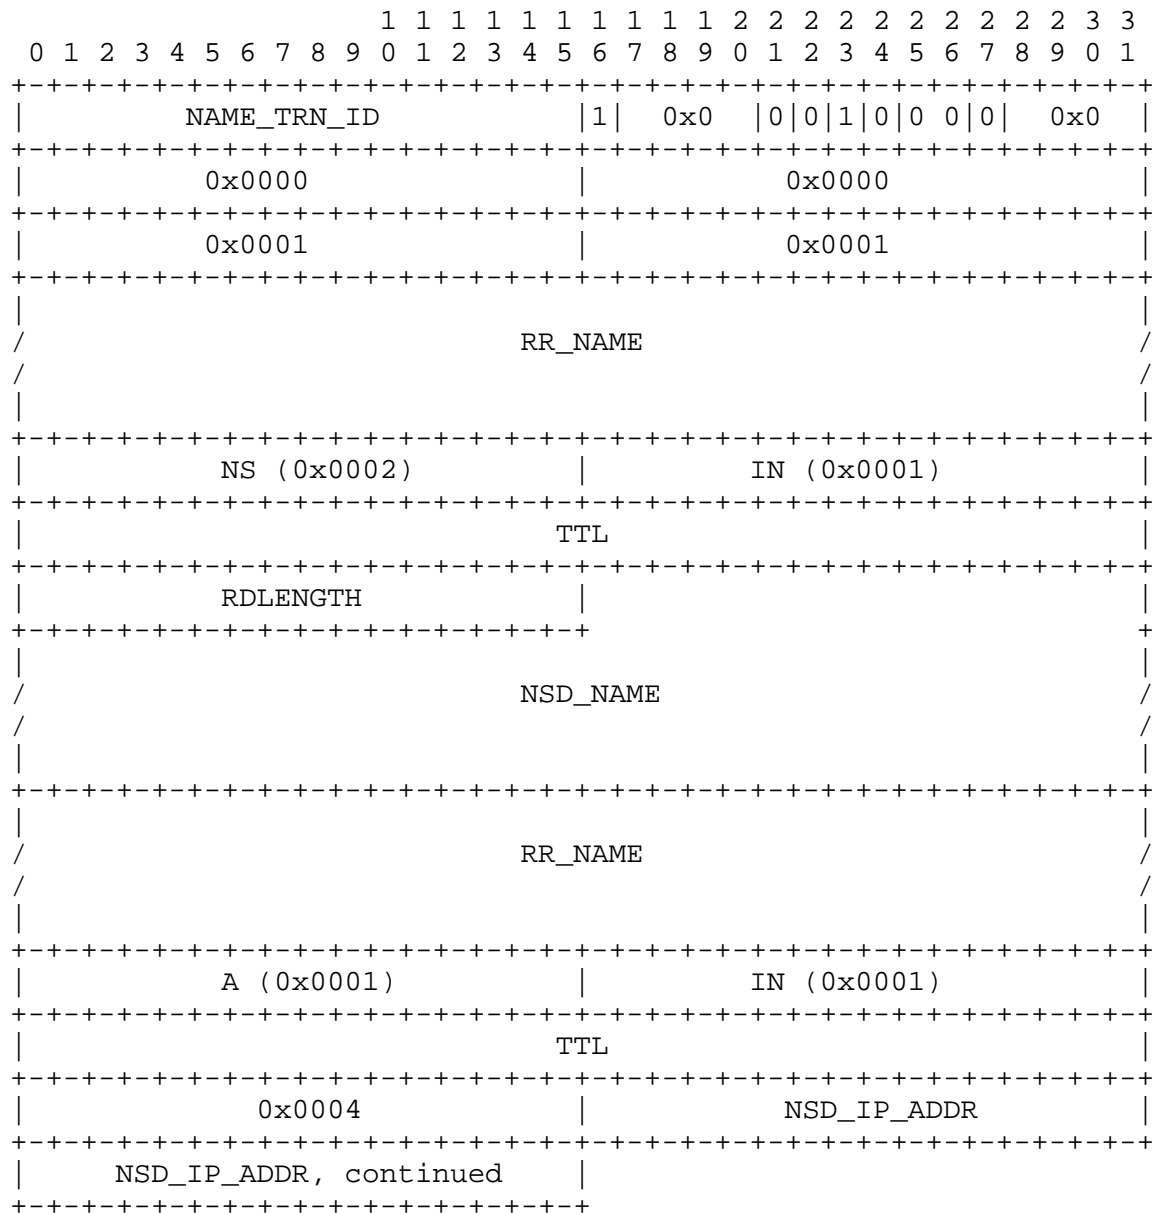 1 1 1 1 1 1 1 1 1 1 2 2 2 2 2 2 2 2 2 2 3 3
 0 1 2 3 4 5 6 7 8 9 0 1 2 3 4 5 6 7 8 9 0 1 2 3 4 5 6 7 8 9 0 1
+-+-+-+-+-+-+-+-+-+-+-+-+-+-+-+-+-+-+-+-+-+-+-+-+-+-+-+-+-+-+-+-+
|         NAME_TRN_ID           |1|  0x0  |0|0|1|0|0 0|0|  0x0  |
+-+-+-+-+-+-+-+-+-+-+-+-+-+-+-+-+-+-+-+-+-+-+-+-+-+-+-+-+-+-+-+-+
|          0x0000               |           0x0000              |
+-+-+-+-+-+-+-+-+-+-+-+-+-+-+-+-+-+-+-+-+-+-+-+-+-+-+-+-+-+-+-+-+
|          0x0001               |           0x0001              |
+-+-+-+-+-+-+-+-+-+-+-+-+-+-+-+-+-+-+-+-+-+-+-+-+-+-+-+-+-+-+-+-+
|                                                               |
/                            RR_NAME                            /
/                                                               /
|                                                               |
+-+-+-+-+-+-+-+-+-+-+-+-+-+-+-+-+-+-+-+-+-+-+-+-+-+-+-+-+-+-+-+-+
|           NS (0x0002)         |         IN (0x0001)           |
+-+-+-+-+-+-+-+-+-+-+-+-+-+-+-+-+-+-+-+-+-+-+-+-+-+-+-+-+-+-+-+-+
|                              TTL                              |
+-+-+-+-+-+-+-+-+-+-+-+-+-+-+-+-+-+-+-+-+-+-+-+-+-+-+-+-+-+-+-+-+
|           RDLENGTH            |                               |
+-+-+-+-+-+-+-+-+-+-+-+-+-+-+-+-+                               +
|                                                               |
/                            NSD_NAME                           /
/                                                               /
|                                                               |
+-+-+-+-+-+-+-+-+-+-+-+-+-+-+-+-+-+-+-+-+-+-+-+-+-+-+-+-+-+-+-+-+
|                                                               |
/                            RR_NAME                            /
/                                                               /
|                                                               |
+-+-+-+-+-+-+-+-+-+-+-+-+-+-+-+-+-+-+-+-+-+-+-+-+-+-+-+-+-+-+-+-+
|           A (0x0001)          |         IN (0x0001)           |
+-+-+-+-+-+-+-+-+-+-+-+-+-+-+-+-+-+-+-+-+-+-+-+-+-+-+-+-+-+-+-+-+
|                              TTL                              |
+-+-+-+-+-+-+-+-+-+-+-+-+-+-+-+-+-+-+-+-+-+-+-+-+-+-+-+-+-+-+-+-+
|             0x0004            |           NSD_IP_ADDR         |
+-+-+-+-+-+-+-+-+-+-+-+-+-+-+-+-+-+-+-+-+-+-+-+-+-+-+-+-+-+-+-+-+
|     NSD_IP_ADDR, continued    |
+-+-+-+-+-+-+-+-+-+-+-+-+-+-+-+-+